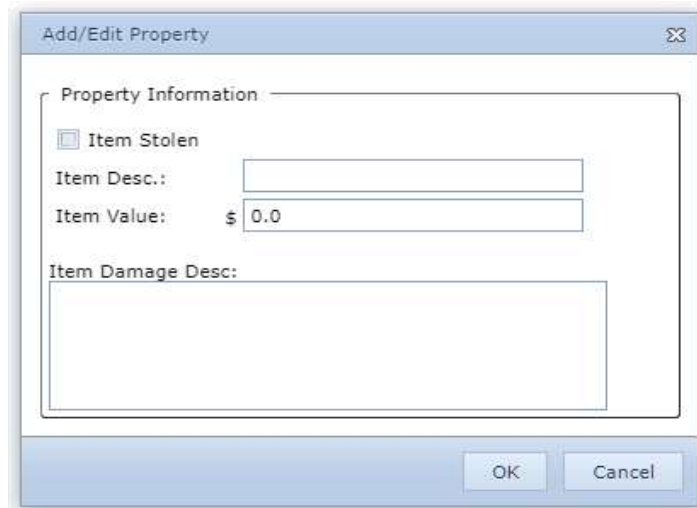 Add/Edit Property
Property Information
Item Stolen
Item Desc.:
Item Value: $ 0.0
Item Damage Desc:
OK Cancel